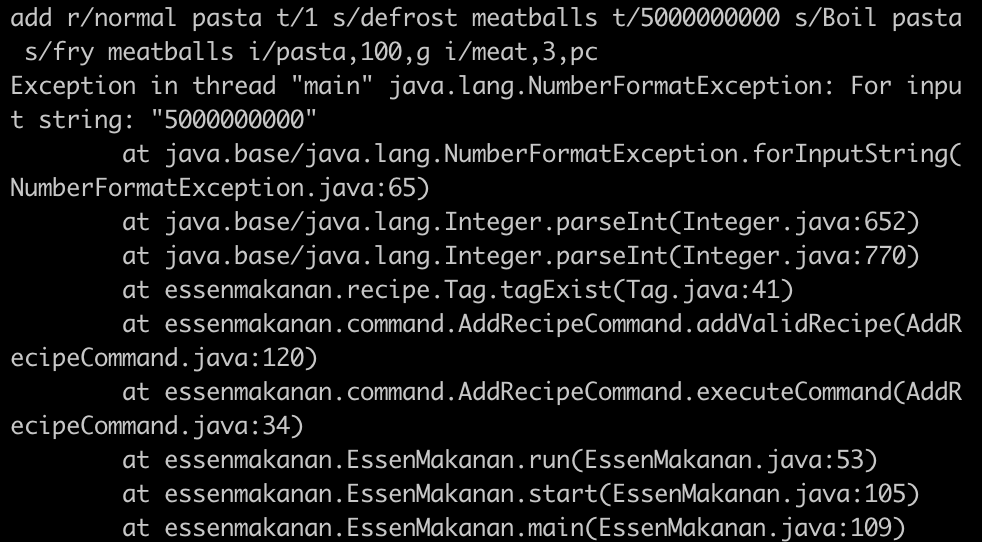 add r/normal pasta t/1 s/defrost meatballs t/5000000000 s/Boil pasta
 s/fry meatballs i/pasta,100,g i/meat,3,pc
Exception in thread "main" java.lang.NumberFormatException: For inpu
t string: "5000000000"
        at java.base/java.lang.NumberFormatException.forInputString(
NumberFormatException.java:65)
        at java.base/java.lang.Integer.parseInt(Integer.java:652)
        at java.base/java.lang.Integer.parseInt(Integer.java:770)
        at essenmakanan.recipe.Tag.tagExist(Tag.java:41)
        at essenmakanan.command.AddRecipeCommand.addValidRecipe(AddR
ecipeCommand.java:120)
        at essenmakanan.command.AddRecipeCommand.executeCommand(AddR
ecipeCommand.java:34)
        at essenmakanan.EssenMakanan.run(EssenMakanan.java:53)
        at essenmakanan.EssenMakanan.start(EssenMakanan.java:105)
        at essenmakanan.EssenMakanan.main(EssenMakanan.java:109)